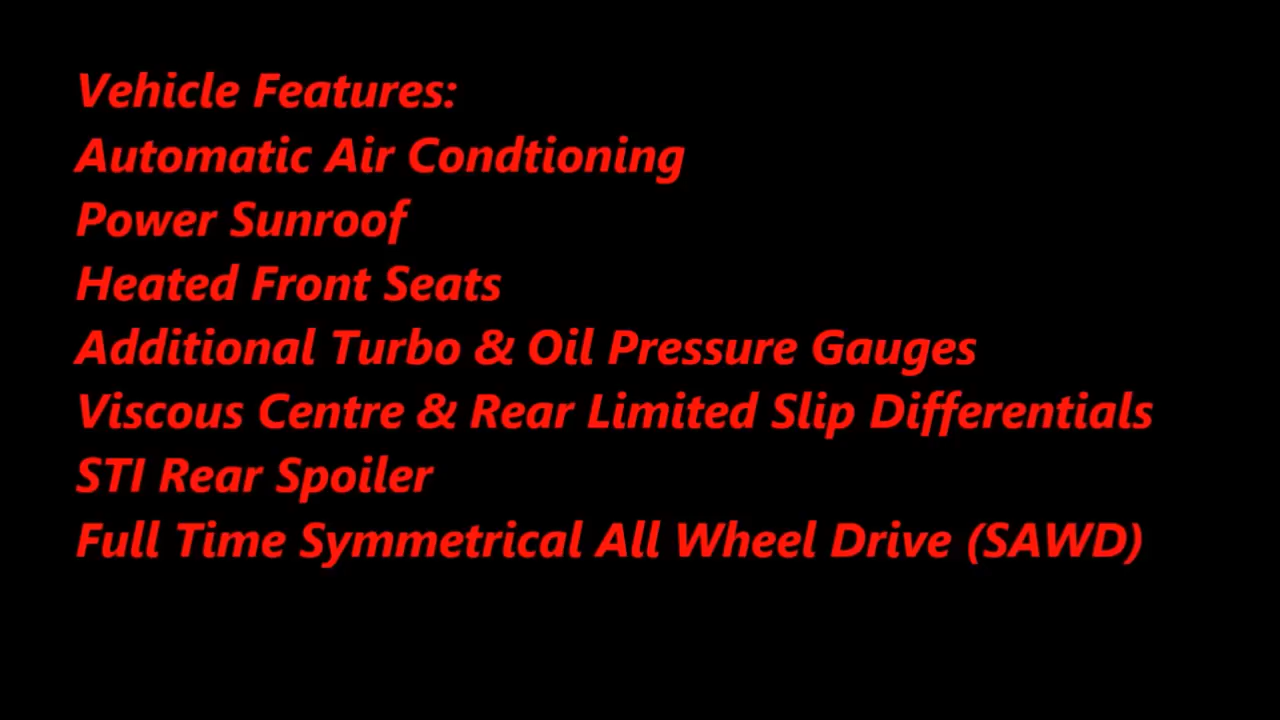 Vehicle Features:
Automatic Air Condtioning
Power Sunroof
Heated Front Seats
Additional Turbo & Oil Pressure Gauges
Viscous Centre & Rear Limited Slip Differentials
STI Rear Spoiler
Full Time Symmetrical All Wheel Drive (SAWD)